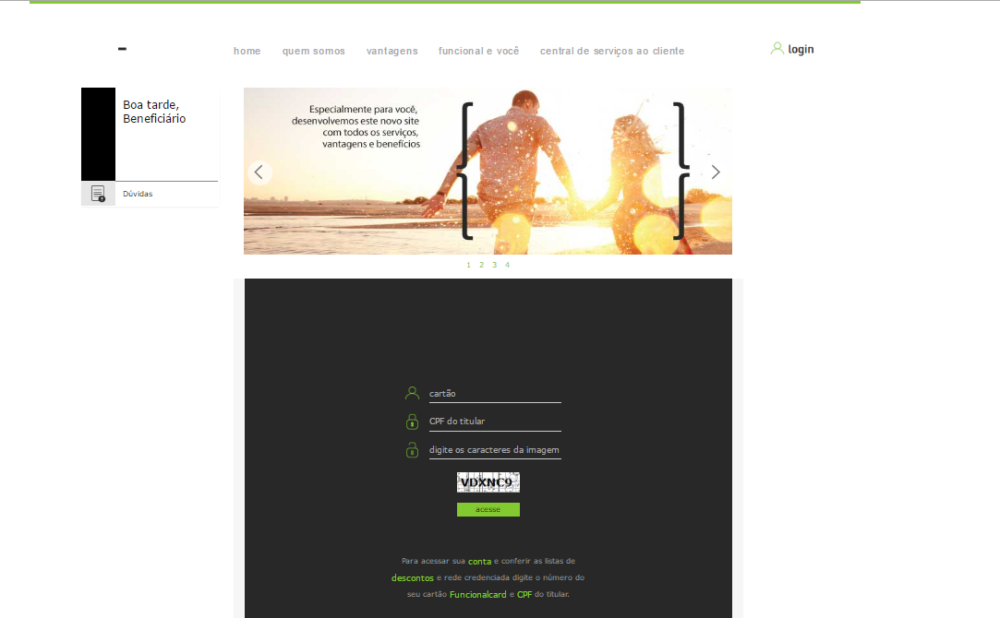 home quem somos vantagens funcional e você central de serviços ao cliente login
Boa tarde,
Beneficiário
Dúvidas
Especialmente para você,
desenvolvemos este novo site
com todos os serviços,
vantagens e benefícios
1 2 3 4
cartão
CPF do titular
digite os caracteres da imagem
VDXNC9
acesse
Para acessar sua conta e conferir as listas de
descontos e rede credenciada digite o número do
seu cartão Funcionalcard e CPF do titular.